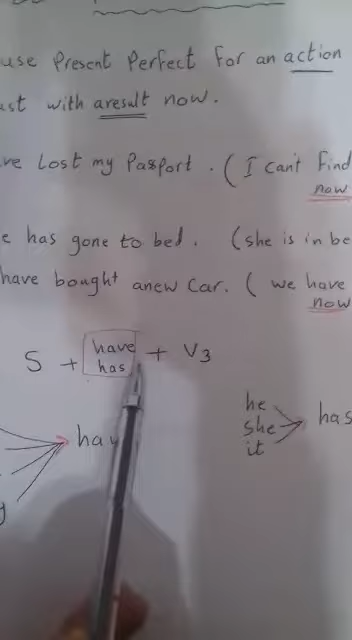 use Present Perfect for an action
ast with aresult now.
ve lost my Passport. (I can't find
now
e has gone to bed. (she is in be
have bought anew car. (we have
now
S + have + V3
has
he
she
it
has
hav